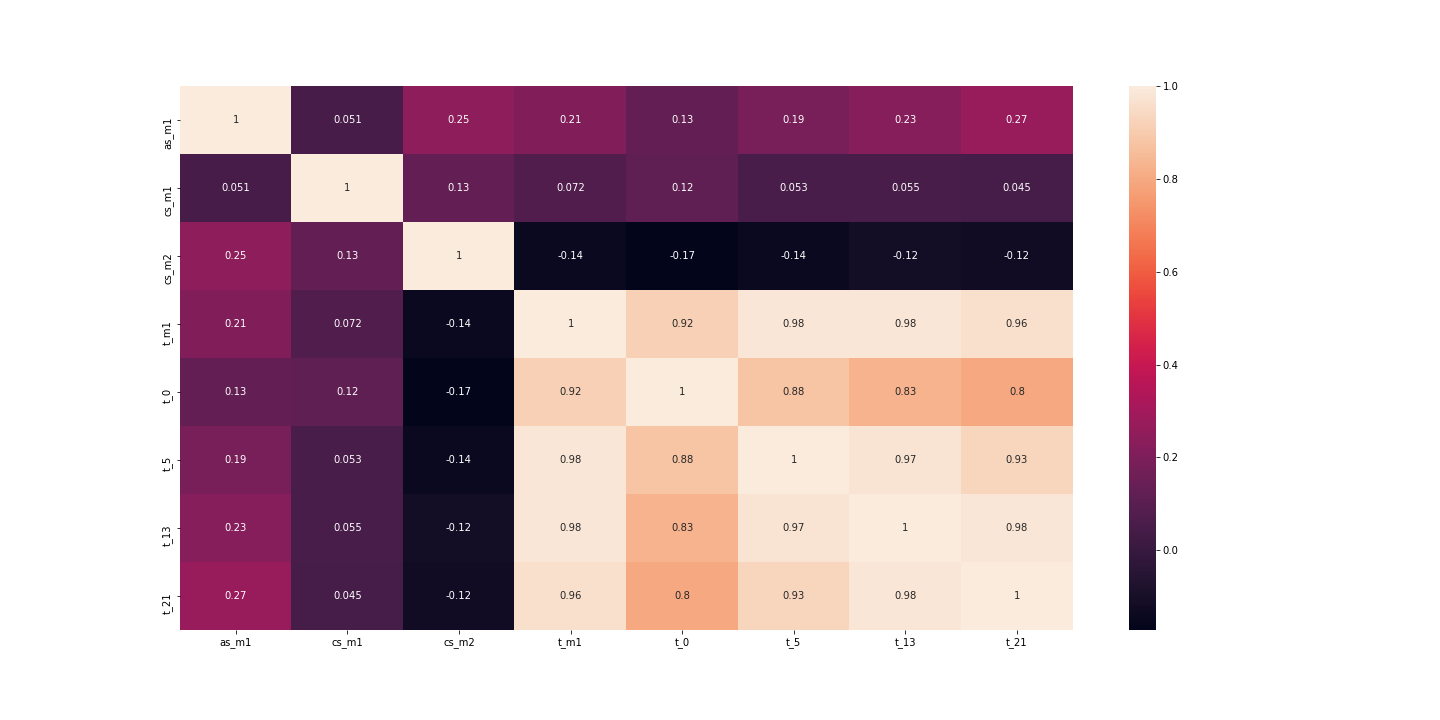 as_m1 1 0.051 0.25 0.21 0.13 0.19 0.23 0.27
cs_m1 0.051 1 0.13 0.072 0.12 0.053 0.055 0.045
cs_m2 0.25 0.13 1 -0.14 -0.17 -0.14 -0.12 -0.12
t_m1 0.21 0.072 -0.14 1 0.92 0.98 0.98 0.96
t_0 0.13 0.12 -0.17 0.92 1 0.88 0.83 0.8
t_5 0.19 0.053 -0.14 0.98 0.88 1 0.97 0.93
t_13 0.23 0.055 -0.12 0.98 0.83 0.97 1 0.98
t_21 0.27 0.045 -0.12 0.96 0.8 0.93 0.98 1
as_m1 cs_m1 cs_m2 t_m1 t_0 t_5 t_13 t_21
1.0
0.8
0.6
0.4
0.2
0.0